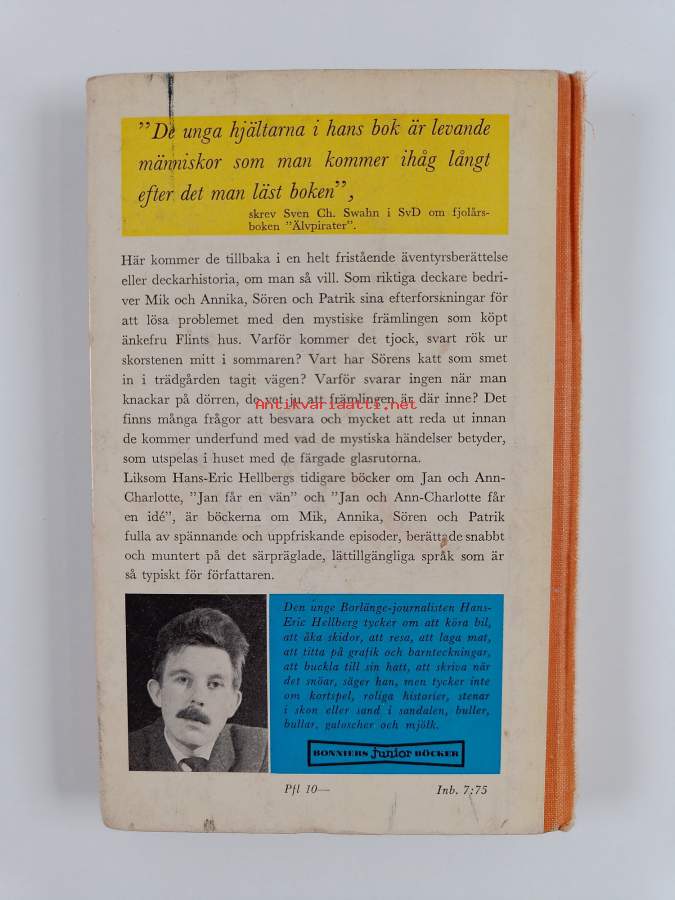 "De unga hjältarna i hans bok är levande
människor som man kommer ihåg långt
efter det man läst boken",
skrev Sven Ch. Swahn i SvD om fjolårs-
boken "Älvpirater".
Här kommer de tillbaka i en helt fristående äventyrsberättelse
eller deckarhistoria, om man så vill. Som riktiga deckare bedri-
ver Mik och Annika, Sören och Patrik sina efterforskningar för
att lösa problemet med den mystiske främlingen som köpt
änkefru Flints hus. Varför kommer det tjock, svart rök ur
skorstenen mitt i sommaren? Vart har Sörens katt som smet
in i trädgården tagit vägen? Varför svarar ingen när man
knackar på dörren, de vet ju att främlingen är där inne? Det
Antikvariaatti.net
finns många frågor att besvara och mycket att reda ut innan
de kommer underfund med vad de mystiska händelser betyder,
som utspelas i huset med de färgade glasrutorna.
Liksom Hans-Eric Hellbergs tidigare böcker om Jan och Ann-
Charlotte, "Jan får en vän" och "Jan och Ann-Charlotte får
en idé", är böckerna om Mik, Annika, Sören och Patrik
fulla av spännande och uppfriskande episoder, berättade snabbt
och muntert på det särpräglade, lättillgängliga språk som är
så typiskt för författaren.
Den unge Borlänge-journalisten Hans-
Eric Hellberg tycker om att köra bil,
att åka skidor, att resa, att laga mat,
att titta på grafik och barnteckningar,
att buckla till sin hatt, att skriva när
det snöar, säger han, men tycker inte
om kortspel, roliga historier, stenar
i skon eller sand i sandalen, buller,
bullar, galoscher och mjölk.
BONNIERS junior BÖCKER
Pfl 10—
Inb. 7:75